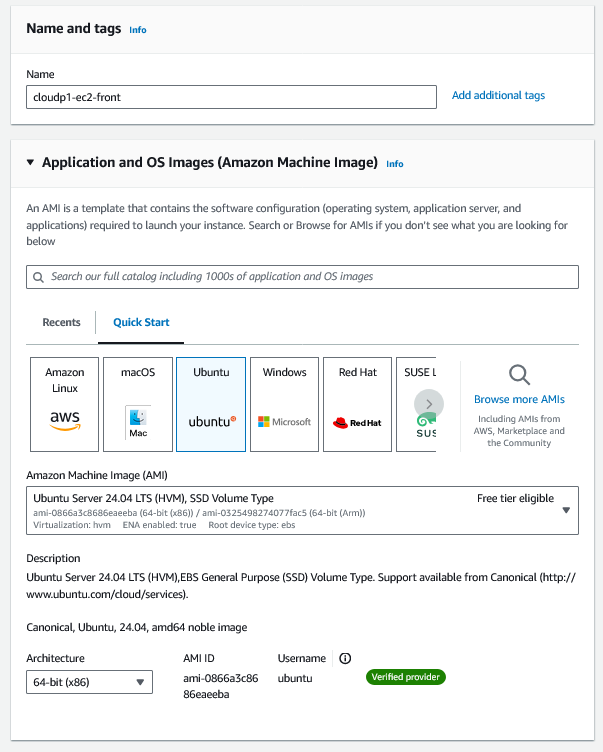 Name and tags Info
Name
cloudp1-ec2-front
Add additional tags
Application and OS Images (Amazon Machine Image) Info
An AMI is a template that contains the software configuration (operating system, application server, and
applications) required to launch your instance. Search or Browse for AMIs if you don't see what you are looking for
below
Search our full catalog including 1000s of application and OS images
Recents
Quick Start
Amazon
Linux
aws
macOS
Mac
Ubuntu
ubuntu
Windows
Microsoft
Red Hat
Red Hat
SUSE L
SUS
Browse more AMIs
Including AMIs from
AWS, Marketplace and
the Community
Amazon Machine Image (AMI)
Ubuntu Server 24.04 LTS (HVM), SSD Volume Type
Free tier eligible
ami-0866a3c8686eaeeba (64-bit (x86)) / ami-0325498274077fac5 (64-bit (Arm))
Virtualization: hvm ENA enabled: true Root device type: ebs
Description
Ubuntu Server 24.04 LTS (HVM),EBS General Purpose (SSD) Volume Type. Support available from Canonical (http://
www.ubuntu.com/cloud/services).
Canonical, Ubuntu, 24.04, amd64 noble image
Architecture
64-bit (x86)
AMI ID
ami-0866a3c86
86eaeeba
Username
ubuntu
Verified provider